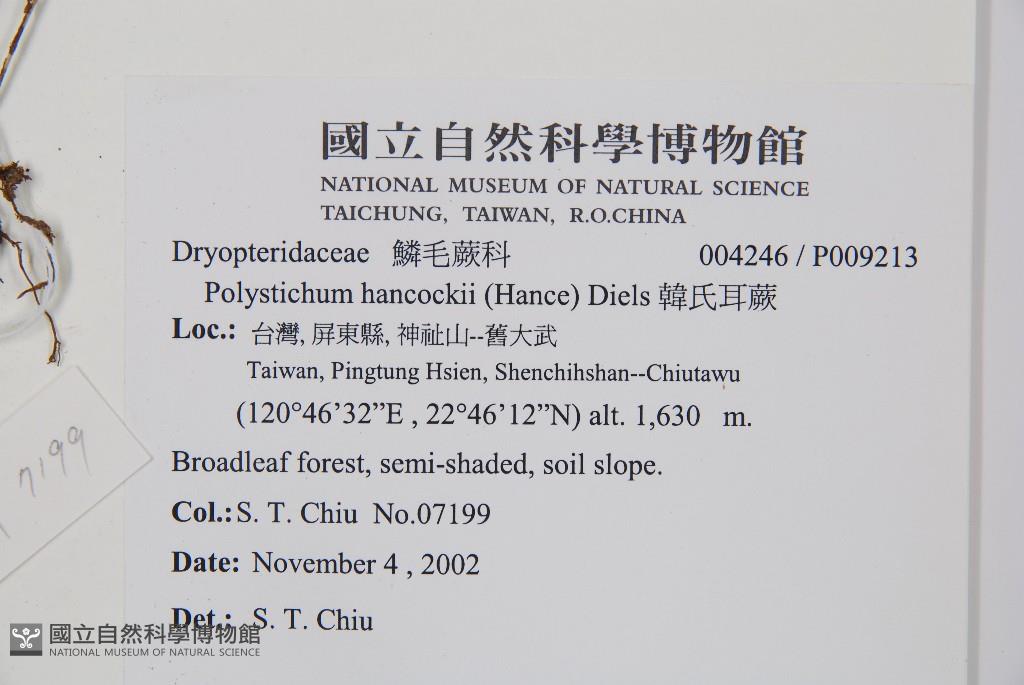 國立自然科學博物館
NATIONAL MUSEUM OF NATURAL SCIENCE
TAICHUNG, TAIWAN, R.O.CHINA
Dryopteridaceae 鱗毛蕨科 004246 / P009213
Polystichum hancockii (Hance) Diels 韓氏耳蕨
Loc.: 台灣, 屏東縣, 神祉山--舊大武
Taiwan, Pingtung Hsien, Shenchihshan--Chiutawu
(120°46’32”E , 22°46’12”N) alt. 1,630 m.
Broadleaf forest, semi-shaded, soil slope.
7199
Col.: S. T. Chiu No.07199
Date: November 4 , 2002
Det.: S. T. Chiu
國立自然科學博物館
NATIONAL MUSEUM OF NATURAL SCIENCE